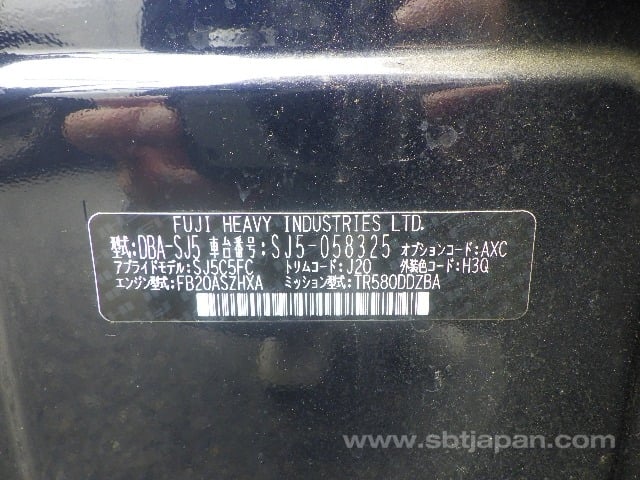 FUJI HEAVY INDUSTRIES LTD.
型式:DBA-SJ5 車台番号:SJ5-058325 オプションコード:AXC
アプライドモデル:SJ5C5FC トリムコード:J20 外装色コード:H3Q
エンジン型式:FB20ASZHXA ミッション型式:TR580DDZBA
www.sbtjapan.com